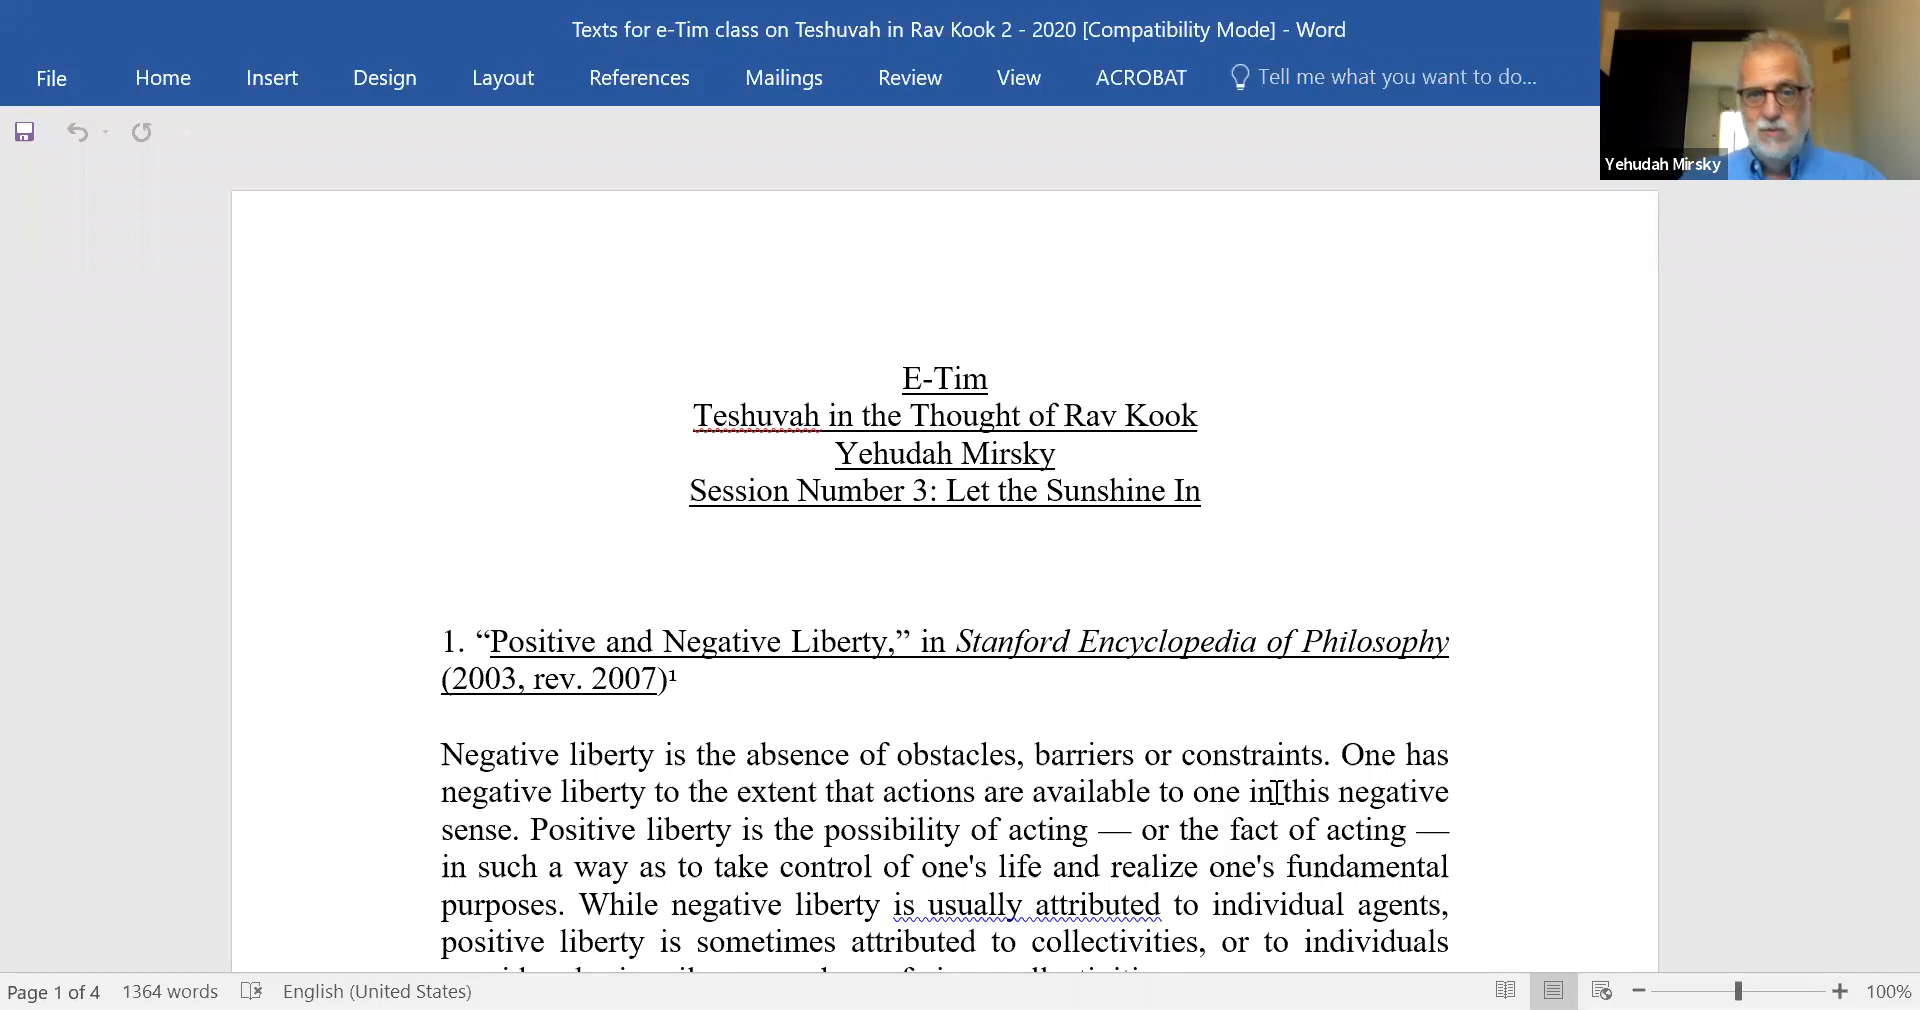 Texts for e-Tim class on Teshuvah in Rav Kook 2 - 2020 [Compatibility Mode] - Word
File Home Insert Design Layout References Mailings Review View ACROBAT Tell me what you want to do...
Yehudah Mirsky
E-Tim
Teshuvah in the Thought of Rav Kook
Yehudah Mirsky
Session Number 3: Let the Sunshine In
1. “Positive and Negative Liberty,” in Stanford Encyclopedia of Philosophy
(2003, rev. 2007)¹
Negative liberty is the absence of obstacles, barriers or constraints. One has
negative liberty to the extent that actions are available to one in this negative
sense. Positive liberty is the possibility of acting — or the fact of acting —
in such a way as to take control of one's life and realize one's fundamental
purposes. While negative liberty is usually attributed to individual agents,
positive liberty is sometimes attributed to collectivities, or to individuals
Page 1 of 4 1364 words English (United States) 100%